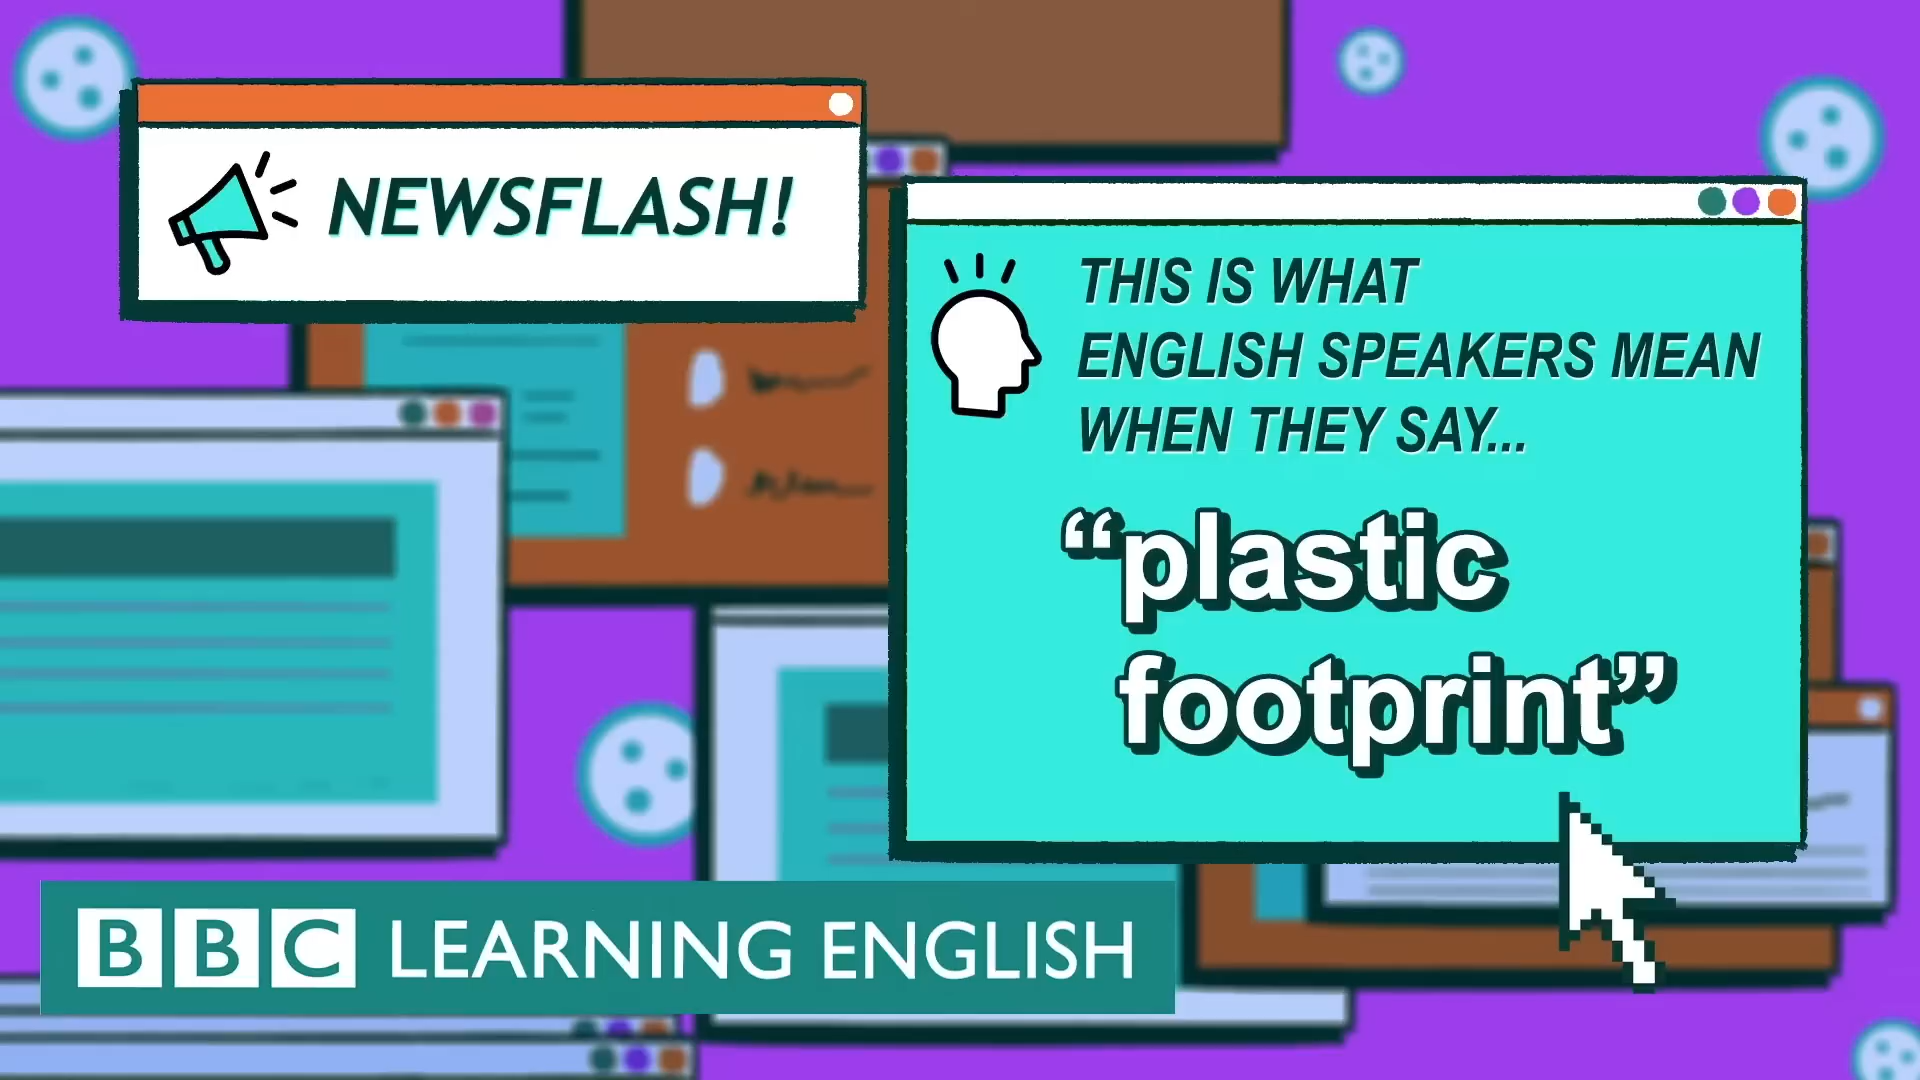 NEWSFLASH!
THIS IS WHAT
ENGLISH SPEAKERS MEAN
WHEN THEY SAY...
“plastic
footprint”
BBC LEARNING ENGLISH